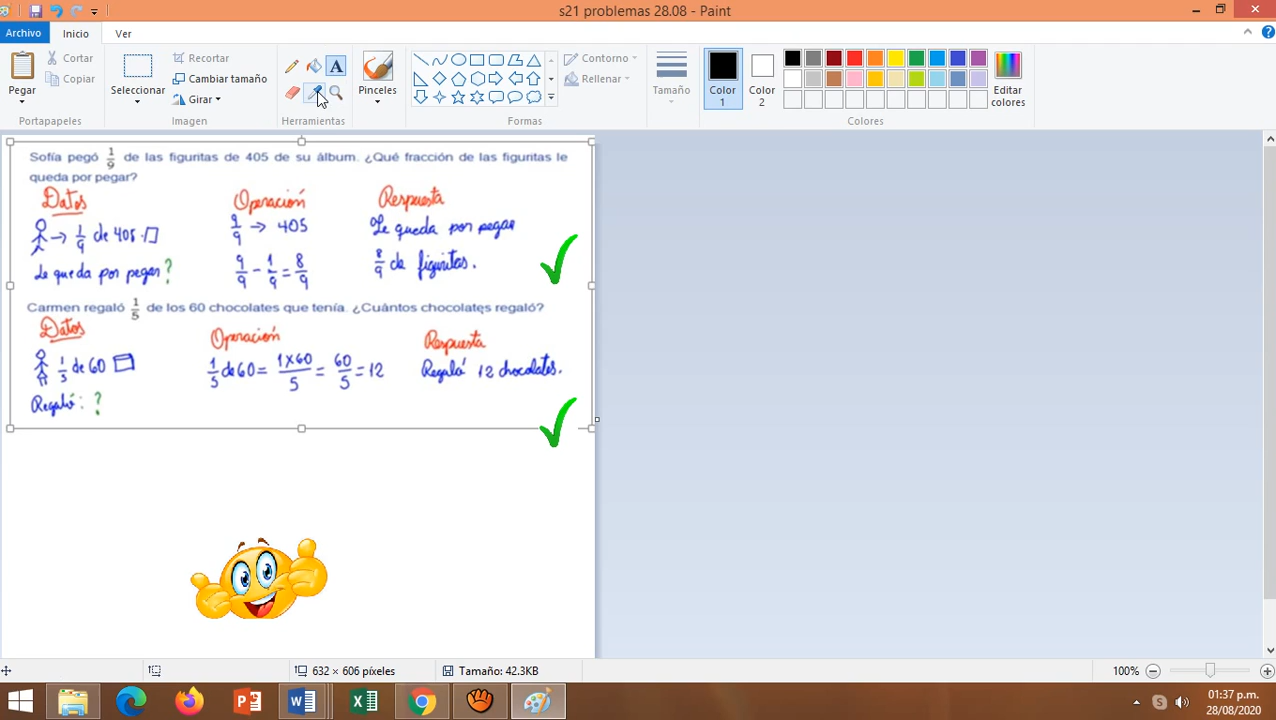 s21 problemas 28.08 - Paint
Archivo Inicio Ver
Pegar
Cortar
Copiar
Portapapeles
Seleccionar
Recortar
Cambiar tamaño
Girar
Imagen
A
Herramientas
Pinceles
Contorno
Rellenar
Formas
Tamaño
Color 1
Color 2
Editar colores
Colores
Sofía pegó 1/9 de las figuritas de 405 de su álbum. ¿Qué fracción de las figuritas le
queda por pegar?
Datos Operación Respuesta
→ 1/9 de 405 9/9 → 405 Le queda por pegar
Le queda por pegar? 9/9 - 1/9 = 8/9 8/9 de figuritas.
Carmen regaló 1/5 de los 60 chocolates que tenía. ¿Cuántos chocolates regaló?
Datos Operación Respuesta
1/5 de 60 1/5 de 60 = 1x60/5 = 60/5 = 12 Regaló 12 chocolates.
Regaló: ?
632 × 606 píxeles Tamaño: 42.3KB 100%
01:37 p.m.
28/08/2020